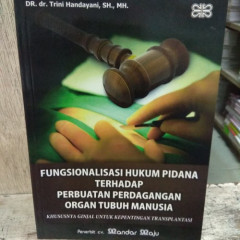 DR. dr. Trini Handayani, SH., MH.
FUNGSIONALISASI HUKUM PIDANA
TERHADAP
PERBUATAN PERDAGANGAN
ORGAN TUBUH MANUSIA
KHUSUSNYA GINJAL UNTUK KEPENTINGAN TRANSPLANTASI
Penerbit CV. Mandar Maju